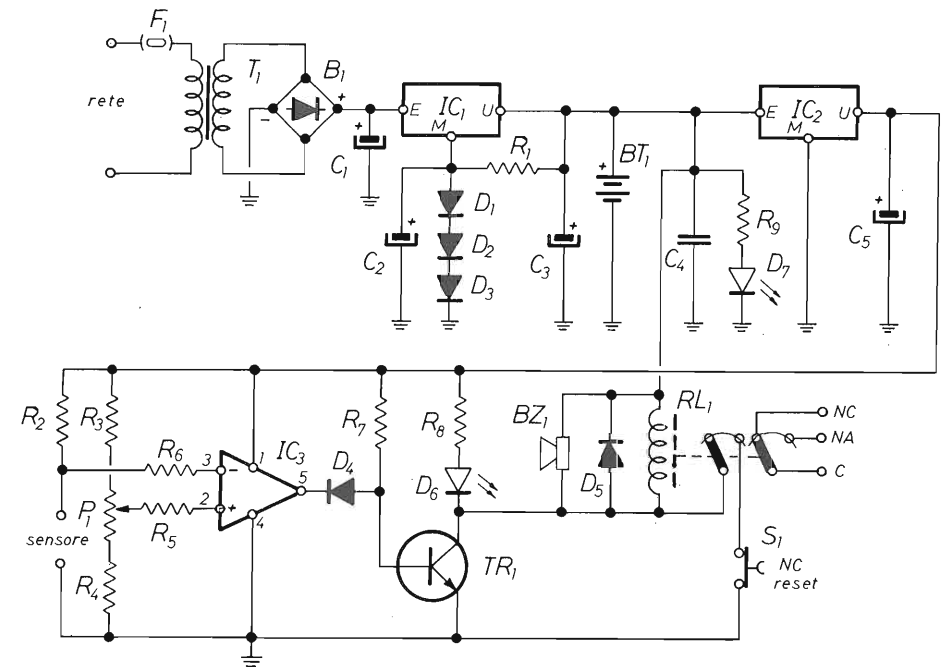 F1
rete
T1
B1
+
−
C1
+
E IC1 U
M
R1
BT1
+
E IC2 U
M
C2
+
D1
D2
D3
C3
+
C4
R9
D7
C5
+
R2
R3
R6
3 −
IC3
1
5
D4
R7
R8
D6
BZ1
D5
RL1
NC
NA
C
P1
2 +
R5
4
sensore
R4
TR1
S1
NC
reset